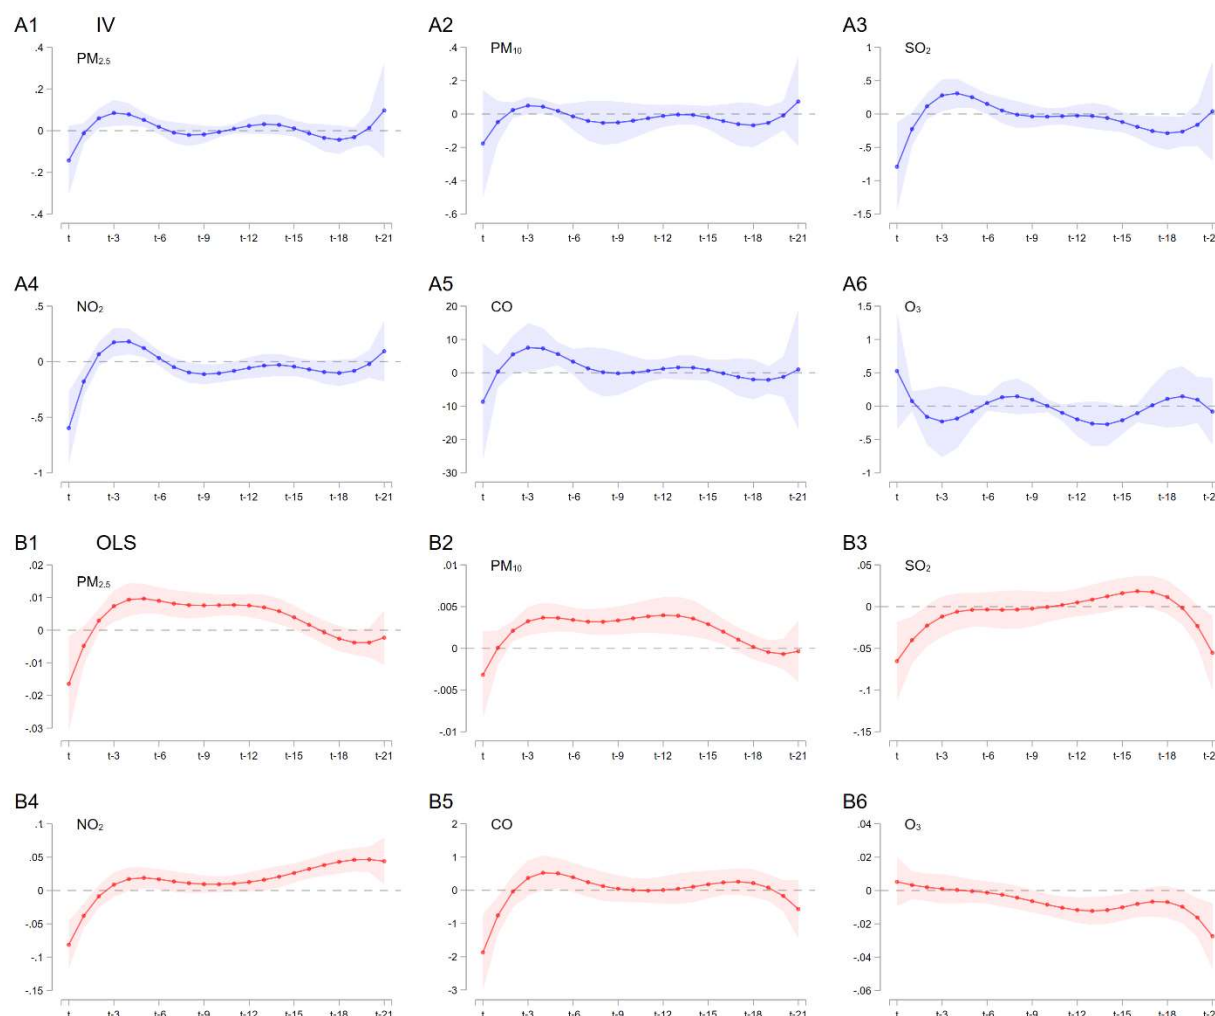 A1 IV
PM2.5
.4
.2
0
-.2
-.4
t t-3 t-6 t-9 t-12 t-15 t-18 t-21
A2
PM10
.4
.2
0
-.2
-.4
-.6
t t-3 t-6 t-9 t-12 t-15 t-18 t-21
A3
SO2
1
.5
0
-.5
-1
-1.5
t t-3 t-6 t-9 t-12 t-15 t-18 t-2
A4
NO2
.5
0
-.5
-1
t t-3 t-6 t-9 t-12 t-15 t-18 t-21
A5
CO
20
10
0
-10
-20
-30
t t-3 t-6 t-9 t-12 t-15 t-18 t-21
A6
O3
1.5
1
.5
0
-.5
-1
t t-3 t-6 t-9 t-12 t-15 t-18 t-2
B1 OLS
PM2.5
.02
.01
0
-.01
-.02
-.03
t t-3 t-6 t-9 t-12 t-15 t-18 t-21
B2
PM10
.01
.005
0
-.005
-.01
t t-3 t-6 t-9 t-12 t-15 t-18 t-21
B3
SO2
.05
0
-.05
-.1
-.15
t t-3 t-6 t-9 t-12 t-15 t-18 t-2
B4
NO2
.1
.05
0
-.05
-.1
-.15
B5
CO
2
1
0
-1
-2
-3
B6
O3
.04
.02
0
-.02
-.04
-.06